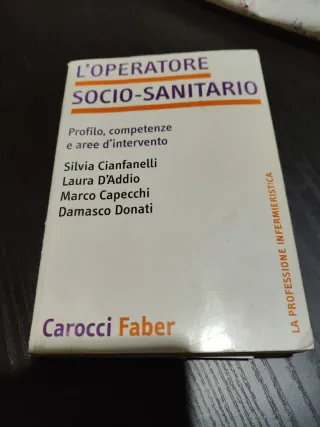 L'OPERATORE
SOCIO-SANITARIO
Profilo, competenze
e aree d'intervento
Silvia Cianfanelli
Laura D'Addio
Marco Capecchi
Damasco Donati
LA PROFESSIONE INFERMIERISTICA
Carocci Faber